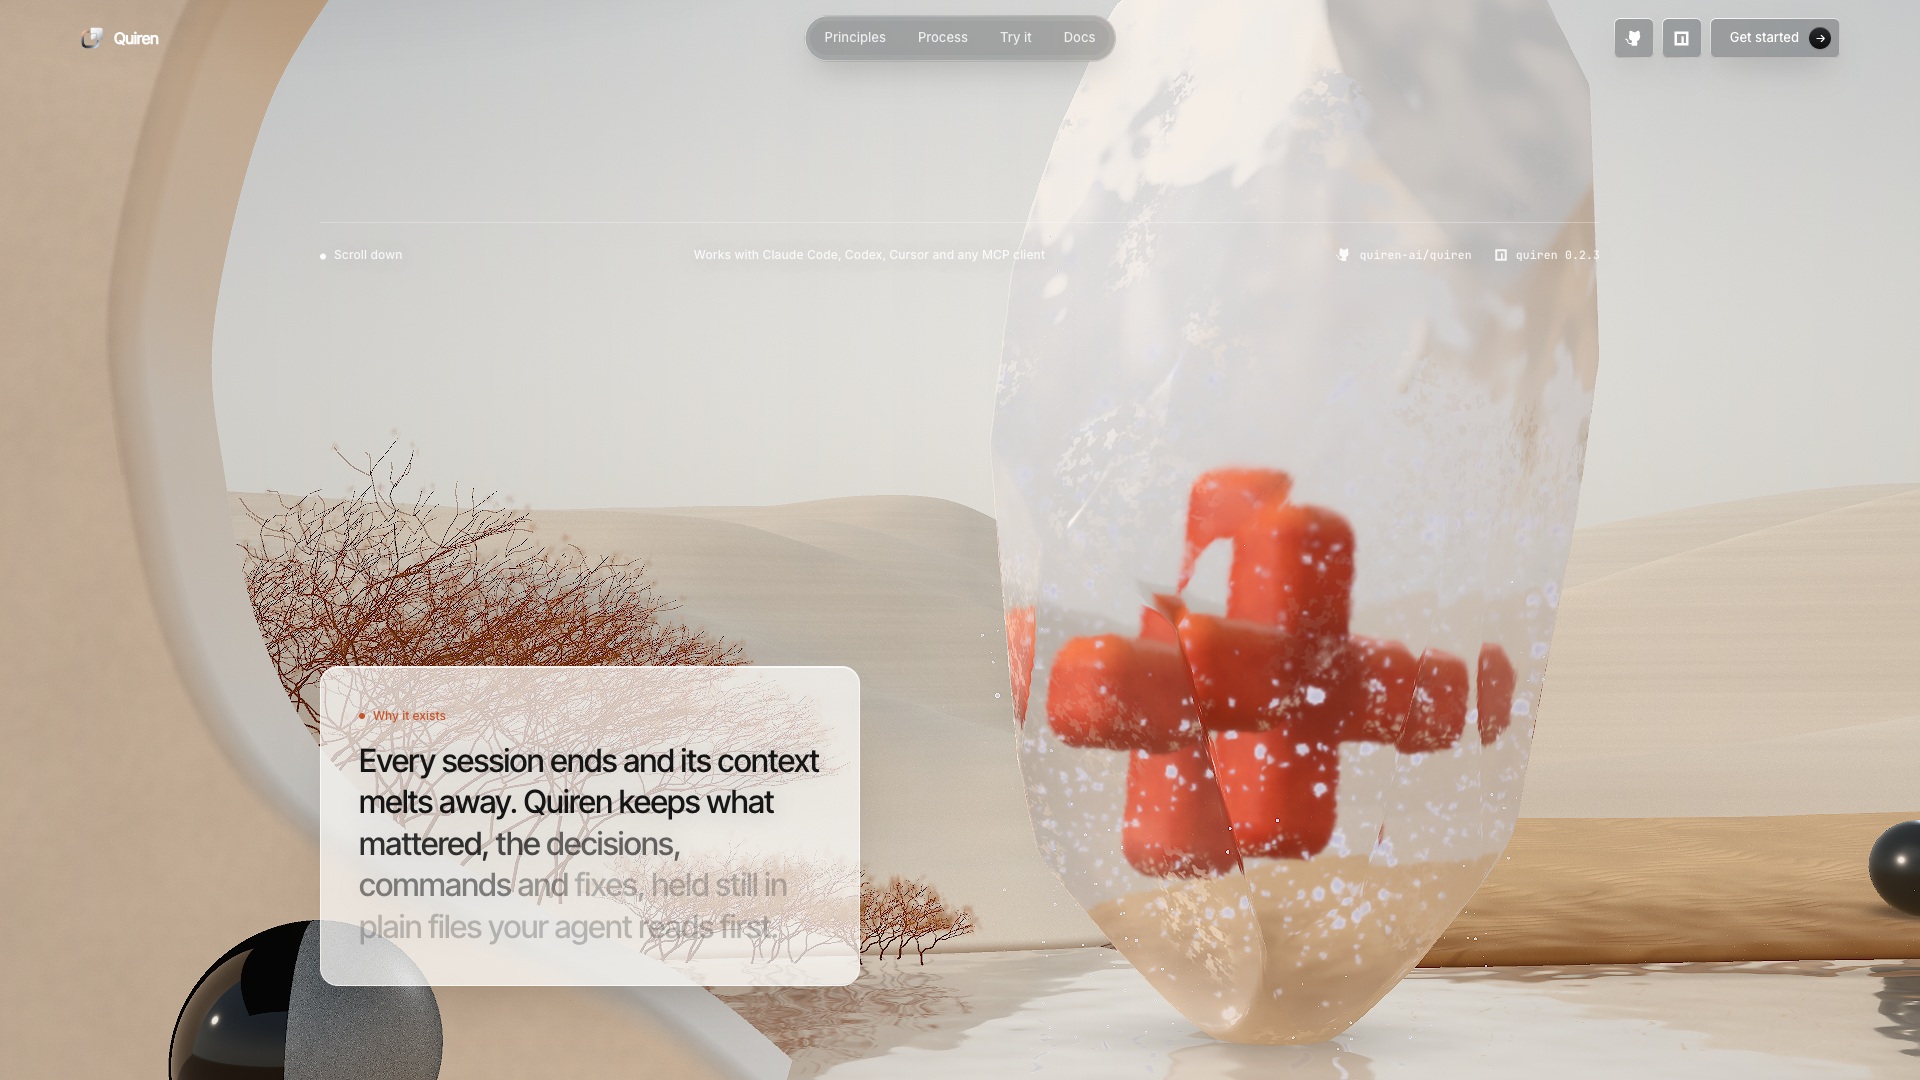 Quiren
Principles
Process
Try it
Docs
Get started
Scroll down
Works with Claude Code, Codex, Cursor and any MCP client
quiren-ai/quiren
quiren 0.2.3
Why it exists
Every session ends and its context
melts away. Quiren keeps what
mattered, the decisions,
commands and fixes, held still in
plain files your agent reads first.